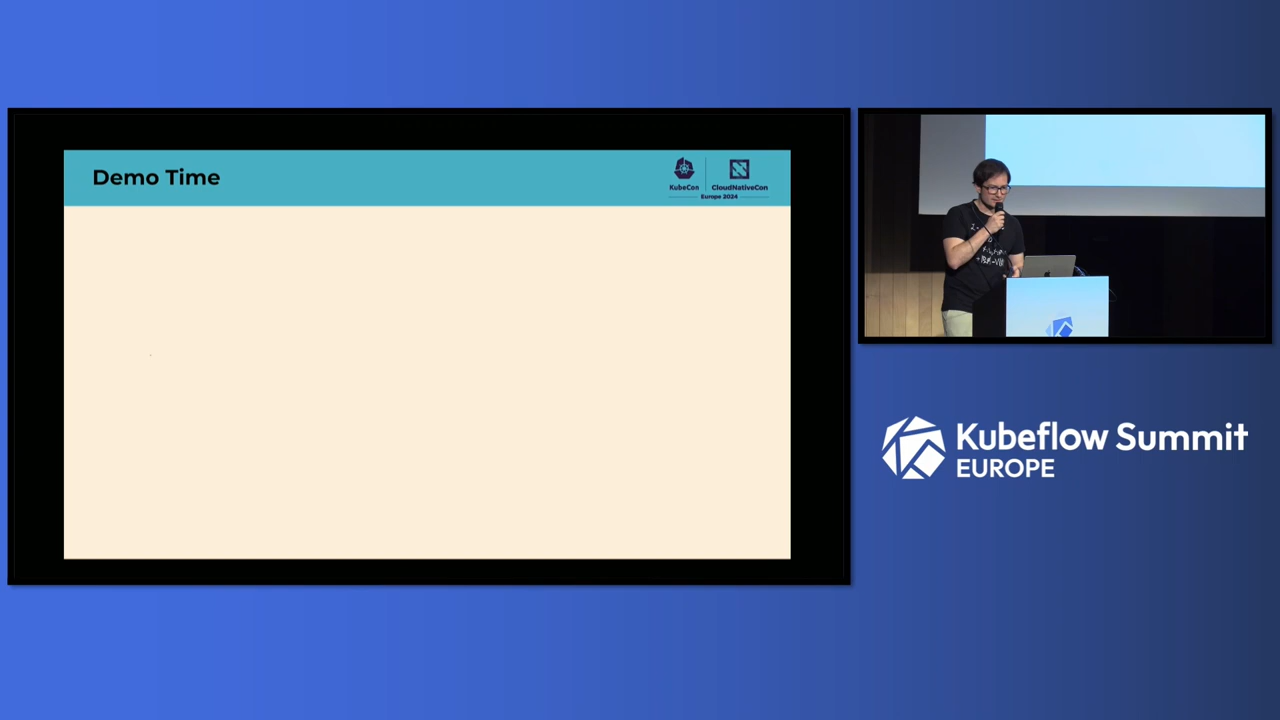 Demo Time
KubeCon
CloudNativeCon
Europe 2024
Kubeflow Summit
EUROPE